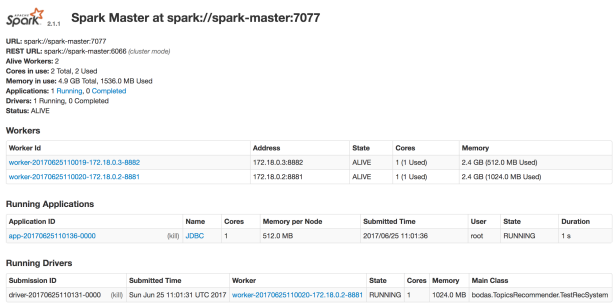 APACHE Spark 2.1.1 Spark Master at spark://spark-master:7077
URL: spark://spark-master:7077
REST URL: spark://spark-master:6066 (cluster mode)
Alive Workers: 2
Cores in use: 2 Total, 2 Used
Memory in use: 4.9 GB Total, 1536.0 MB Used
Applications: 1 Running, 0 Completed
Drivers: 1 Running, 0 Completed
Status: ALIVE
Workers
Worker Id Address State Cores Memory
worker-20170625110019-172.18.0.3-8882 172.18.0.3:8882 ALIVE 1 (1 Used) 2.4 GB (512.0 MB Used)
worker-20170625110020-172.18.0.2-8881 172.18.0.2:8881 ALIVE 1 (1 Used) 2.4 GB (1024.0 MB Used)
Running Applications
Application ID Name Cores Memory per Node Submitted Time User State Duration
app-20170625110136-0000 (kill) JDBC 1 512.0 MB 2017/06/25 11:01:36 root RUNNING 1 s
Running Drivers
Submission ID Submitted Time Worker State Cores Memory Main Class
driver-20170625110131-0000 (kill) Sun Jun 25 11:01:31 UTC 2017 worker-20170625110020-172.18.0.2-8881 RUNNING 1 1024.0 MB bodas.TopicsRecommender.TestRecSystem